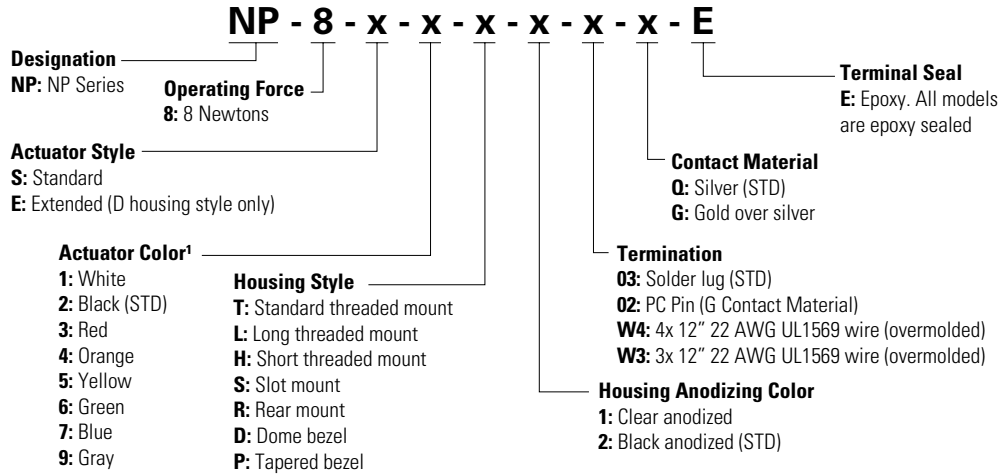 NP - 8 - x - x - x - x - x - x - E
Designation
NP: NP Series
Operating Force
8: 8 Newtons
Terminal Seal
E: Epoxy. All models
are epoxy sealed
Actuator Style
S: Standard
E: Extended (D housing style only)
Contact Material
Q: Silver (STD)
G: Gold over silver
Actuator Color¹
1: White
2: Black (STD)
3: Red
4: Orange
5: Yellow
6: Green
7: Blue
9: Gray
Housing Style
T: Standard threaded mount
L: Long threaded mount
H: Short threaded mount
S: Slot mount
R: Rear mount
D: Dome bezel
P: Tapered bezel
Termination
03: Solder lug (STD)
02: PC Pin (G Contact Material)
W4: 4x 12” 22 AWG UL1569 wire (overmolded)
W3: 3x 12” 22 AWG UL1569 wire (overmolded)
Housing Anodizing Color
1: Clear anodized
2: Black anodized (STD)